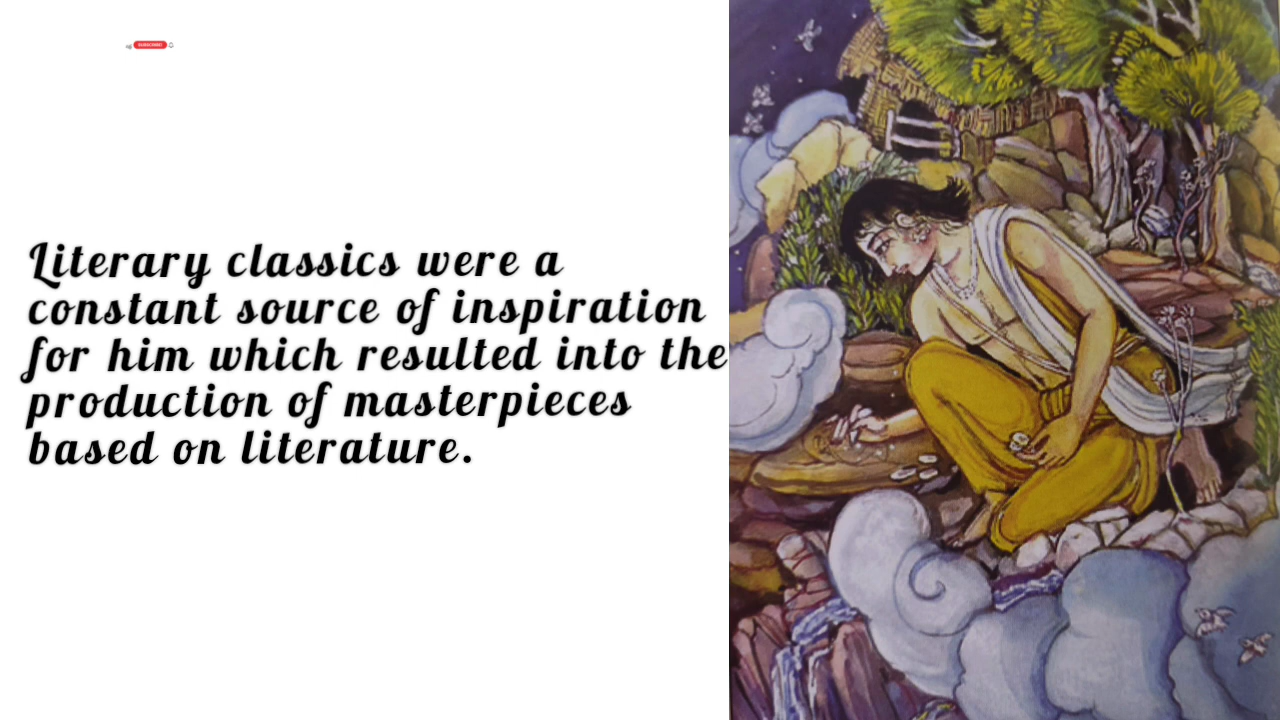 SUBSCRIBE
Literary classics were a
constant source of inspiration
for him which resulted into the
production of masterpieces
based on literature.